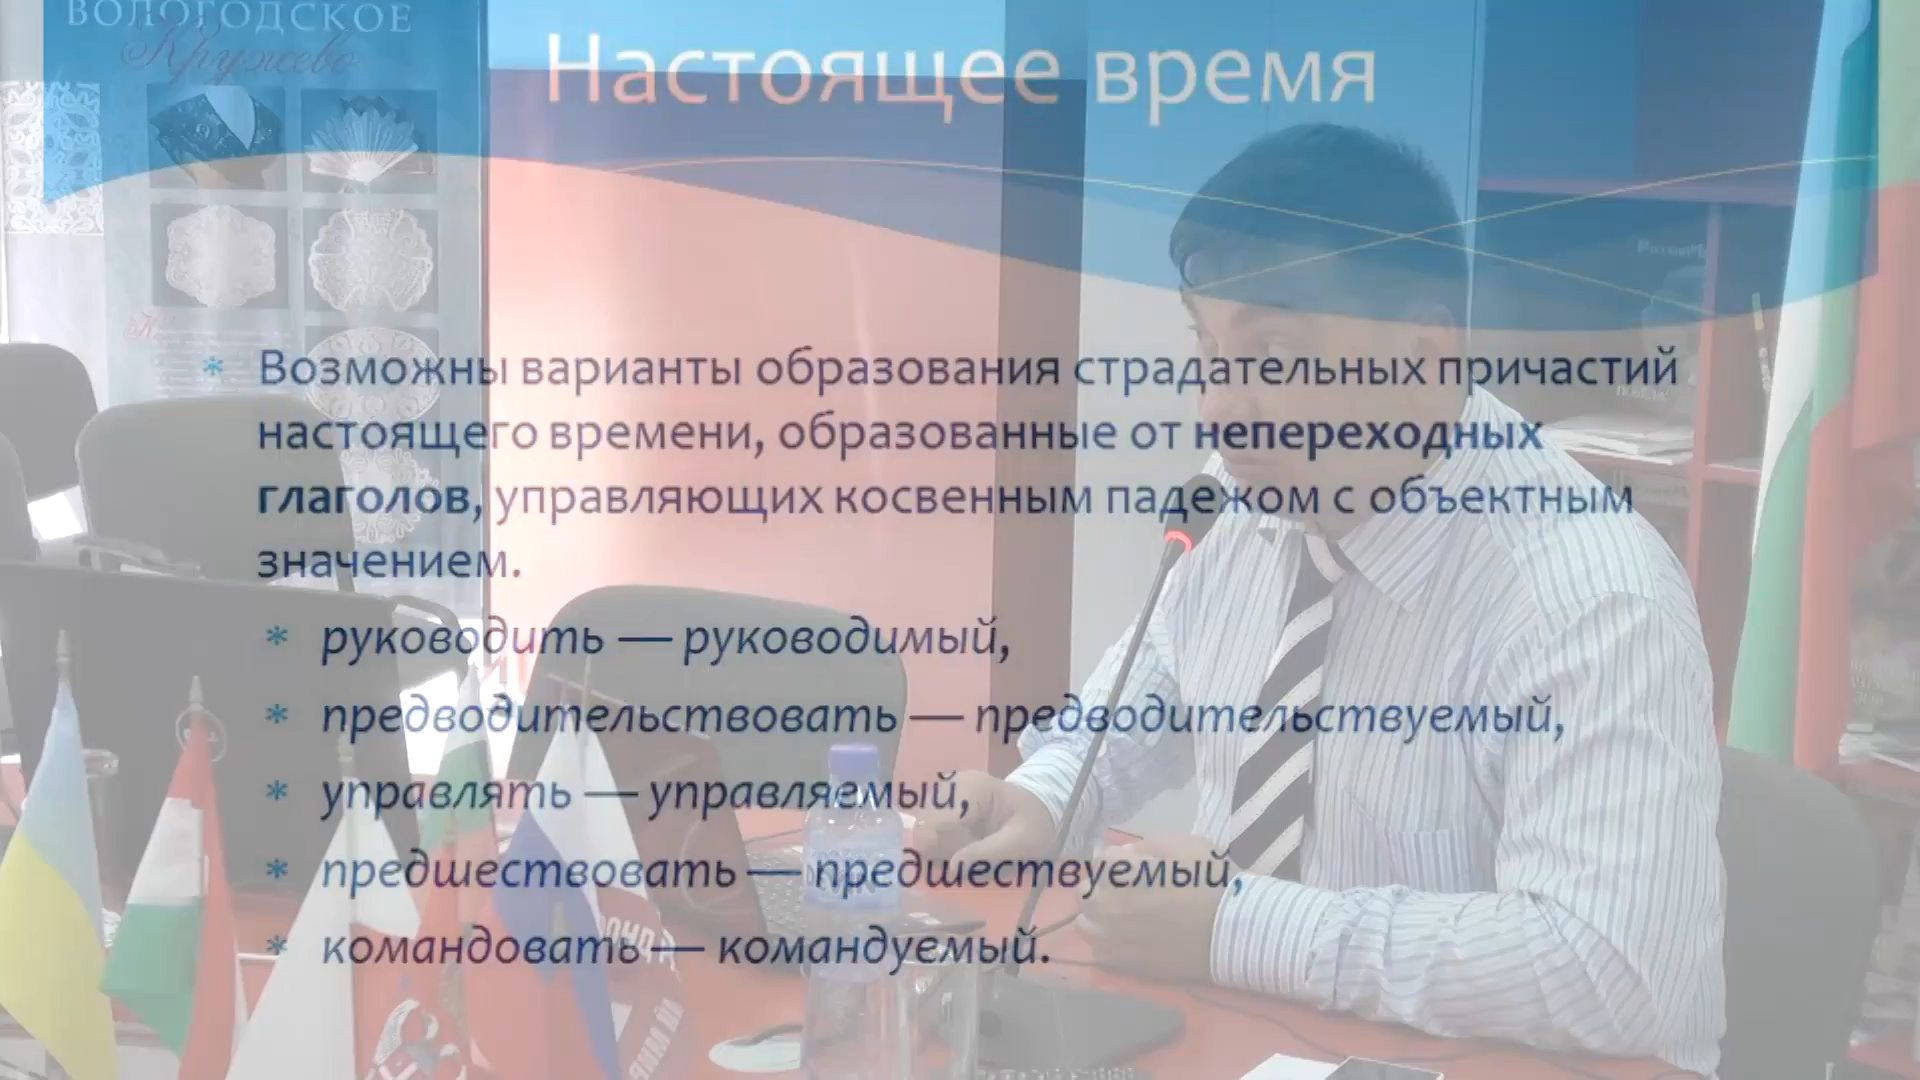 ВОЛОГОДСКОЕ
Кружево
Настоящее время
* Возможны варианты образования страдательных причастий
настоящего времени, образованные от непереходных
глаголов, управляющих косвенным падежом с объектным
значением.
* руководить — руководимый,
* предводительствовать — предводительствуемый,
* управлять — управляемый,
* предшествовать — предшествуемый,
* командовать — командуемый.